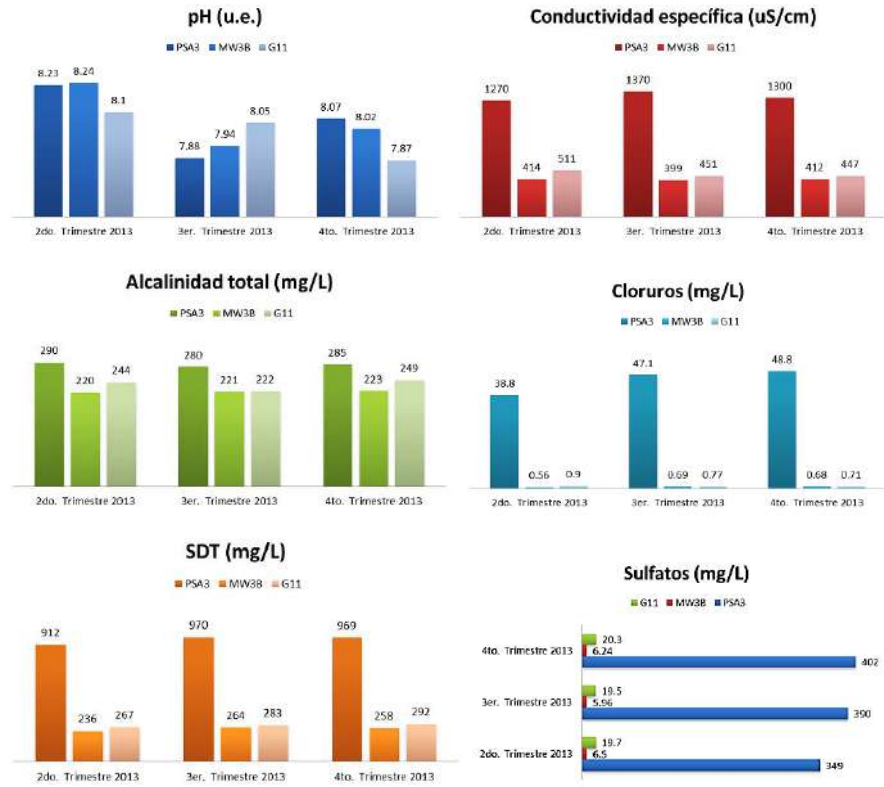 pH (u.e.)
PSA3 MW3B G11
8.23 8.24 8.1
7.88 7.94 8.05
8.07 8.02 7.87
2do. Trimestre 2013 3er. Trimestre 2013 4to. Trimestre 2013
Conductividad específica (uS/cm)
PSA3 MW3B G11
1270 414 511
1370 399 451
1300 412 447
2do. Trimestre 2013 3er. Trimestre 2013 4to. Trimestre 2013
Alcalinidad total (mg/L)
PSA3 MW3B G11
290 220 244
280 221 222
285 223 249
2do. Trimestre 2013 3er. Trimestre 2013 4to. Trimestre 2013
Cloruros (mg/L)
PSA3 MW3B G11
38.8 0.56 0.9
47.1 0.69 0.77
48.8 0.68 0.71
2do. Trimestre 2013 3er. Trimestre 2013 4to. Trimestre 2013
SDT (mg/L)
PSA3 MW3B G11
912 236 267
970 264 283
969 258 292
2do. Trimestre 2013 3er. Trimestre 2013 4to. Trimestre 2013
Sulfatos (mg/L)
G11 MW3B PSA3
4to. Trimestre 2013 20.3 6.24 402
3er. Trimestre 2013 19.5 5.96 390
2do. Trimestre 2013 19.7 6.5 349